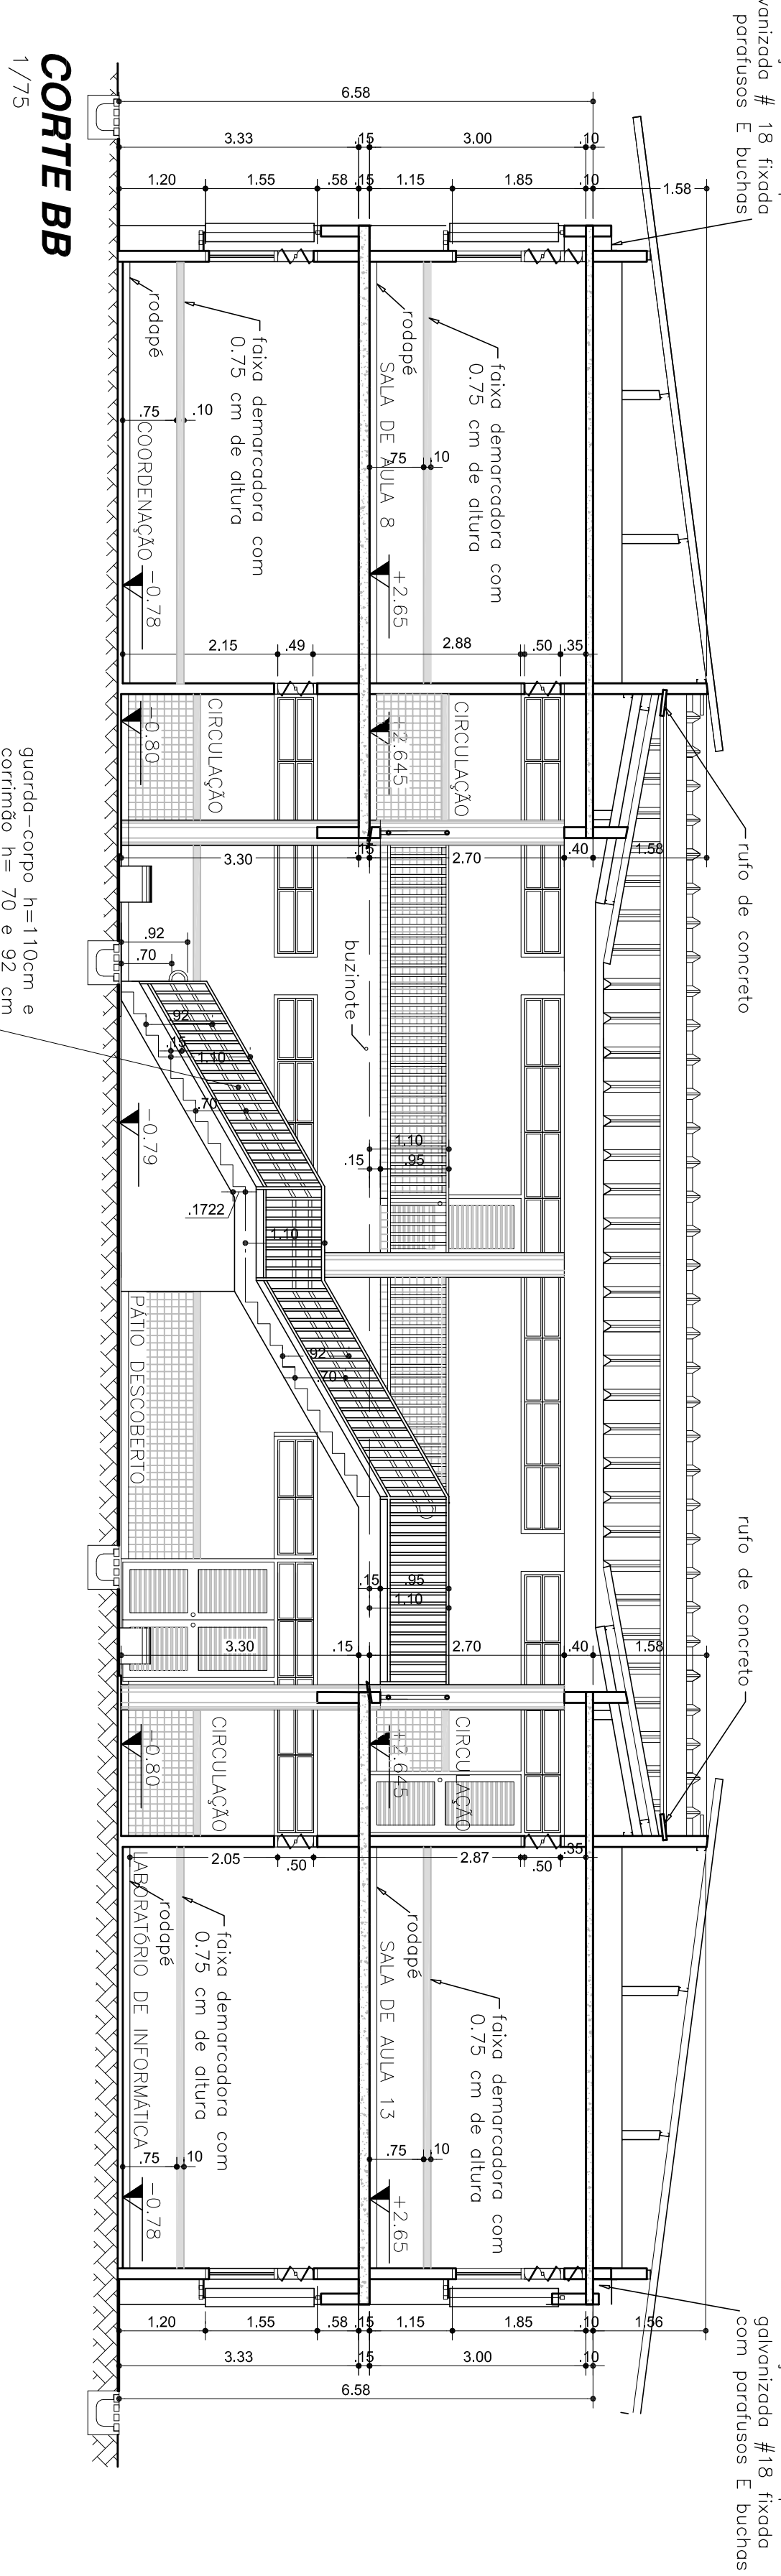 vanizada # 18 fixada
parafusos E buchas
galvanizada #18 fixada
com parafusos E buchas
rufo de concreto
rufo de concreto
6.58
3.33
.15
3.00
.10
1.20
1.55
.58
.15
1.15
1.85
.10
1.58
faixa demarcadora com
0.75 cm de altura
rodapé
SALA DE AULA 8
.75
.10
+2.65
faixa demarcadora com
0.75 cm de altura
rodapé
COORDENAÇÃO
.75
.10
-0.78
2.15
.49
2.88
.50
.35
CIRCULAÇÃO
+2.645
CIRCULAÇÃO
-0.80
3.30
.15
2.70
.40
1.58
buzinote
.92
.70
.92
.15
1.10
.70
.1722
1.10
.92
.70
1.10
.15
.95
-0.79
PÁTIO DESCOBERTO
.15
.95
1.10
3.30
.15
2.70
.40
1.58
CIRCULAÇÃO
+2.645
CIRCULAÇÃO
-0.80
2.05
.50
2.87
.50
.35
faixa demarcadora com
0.75 cm de altura
rodapé
SALA DE AULA 13
.75
.10
+2.65
faixa demarcadora com
0.75 cm de altura
rodapé
LABORATÓRIO DE INFORMÁTICA
.75
.10
-0.78
1.20
1.55
.58
.15
1.15
1.85
.10
1.56
3.33
.15
3.00
.10
6.58
guarda-corpo h=110cm e
corrimão h= 70 e 92 cm
CORTE BB
1/75